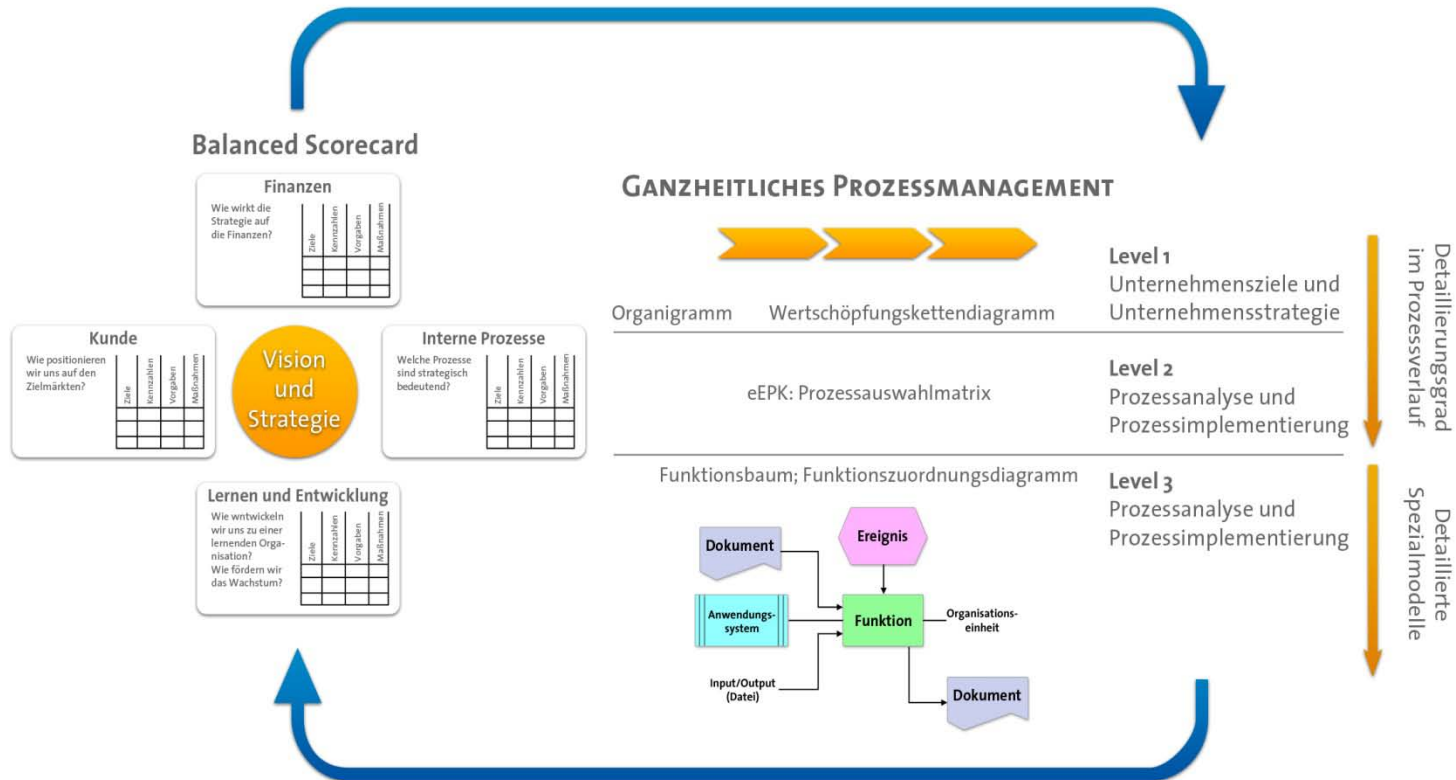 Balanced Scorecard
Finanzen
Wie wirkt die
Strategie auf
die Finanzen?
Ziele
Kennzahlen
Vorgaben
Maßnahmen
Kunde
Wie positionieren
wir uns auf den
Zielmärkten?
Ziele
Kennzahlen
Vorgaben
Maßnahmen
Vision
und
Strategie
Interne Prozesse
Welche Prozesse
sind strategisch
bedeutend?
Ziele
Kennzahlen
Vorgaben
Maßnahmen
Lernen und Entwicklung
Wie wntwickeln
wir uns zu einer
lernenden Orga-
nisation?
Wie fördern wir
das Wachstum?
Ziele
Kennzahlen
Vorgaben
Maßnahmen
GANZHEITLICHES PROZESSMANAGEMENT
Organigramm
Wertschöpfungskettendiagramm
Level 1
Unternehmensziele und
Unternehmensstrategie
eEPK: Prozessauswahlmatrix
Level 2
Prozessanalyse und
Prozessimplementierung
Funktionsbaum; Funktionszuordnungsdiagramm
Level 3
Prozessanalyse und
Prozessimplementierung
Dokument
Ereignis
Anwendungs-
system
Funktion
Organisations-
einheit
Input/Output
(Datei)
Dokument
Detaillierungsgrad
im Prozessverlauf
Detaillierte
Spezialmodelle